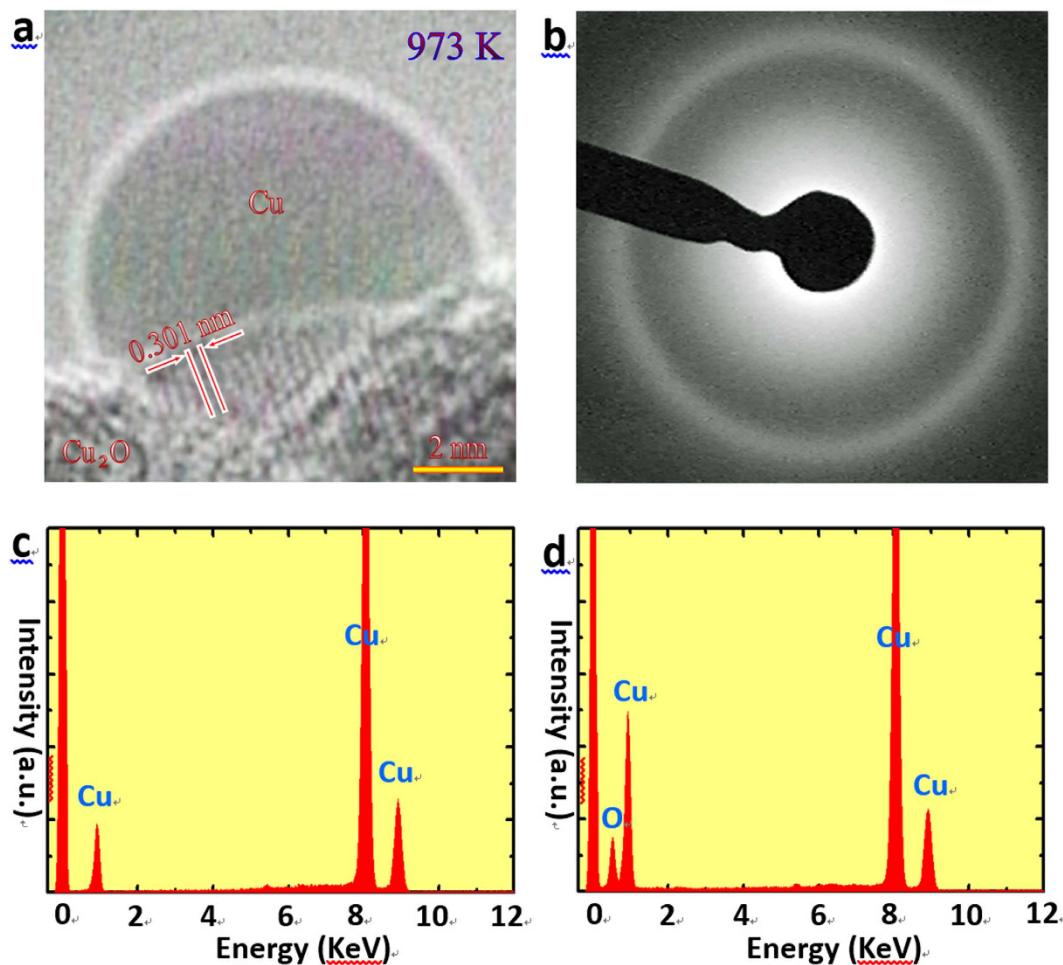 a
973 K
Cu
0.301 nm
Cu₂O
2 nm
b
c
Intensity (a.u.)
Cu
Cu
Cu
0 2 4 6 8 10 12
Energy (KeV)
d
Intensity (a.u.)
O
Cu
Cu
Cu
0 2 4 6 8 10 12
Energy (KeV)